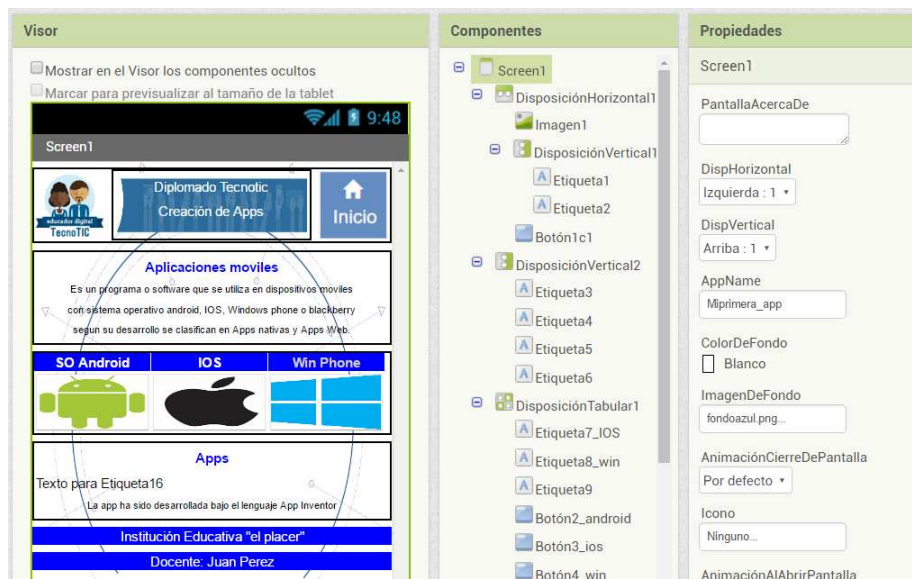 Visor
Mostrar en el Visor los componentes ocultos
Marcar para previsualizar al tamaño de la tablet
9:48
Screen1
educador digital
TecnoTIC
Diplomado Tecnotic
Creación de Apps
Inicio
Aplicaciones moviles
Es un programa o software que se utiliza en dispositivos moviles
con sistema operativo android, IOS, Windows phone o blackberry
segun su desarrollo se clasifican en Apps nativas y Apps Web.
SO Android
IOS
Win Phone
Apps
Texto para Etiqueta16
La app ha sido desarrollada bajo el lenguaje App Inventor
Institución Educativa "el placer"
Docente: Juan Perez
Componentes
Screen1
DisposiciónHorizontal1
Imagen1
DisposiciónVertical1
Etiqueta1
Etiqueta2
Botón1c1
DisposiciónVertical2
Etiqueta3
Etiqueta4
Etiqueta5
Etiqueta6
DisposiciónTabular1
Etiqueta7_IOS
Etiqueta8_win
Etiqueta9
Botón2_android
Botón3_ios
Botón4_win
Propiedades
Screen1
PantallaAcercaDe
DispHorizontal
Izquierda : 1
DispVertical
Arriba : 1
AppName
Miprimera_app
ColorDeFondo
Blanco
ImagenDeFondo
fondoazul.png...
AnimaciónCierreDePantalla
Por defecto
Icono
Ninguno...
AnimaciónAlAbrirPantalla